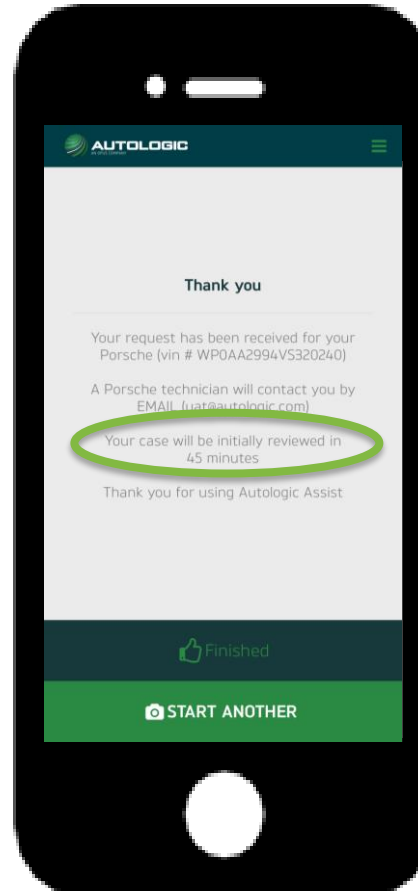 AUTOLOGIC
Thank you
Your request has been received for your
Porsche (vin # WP0AA2994VS320240)
A Porsche technician will contact you by
EMAIL (uat@autologic.com)
Your case will be initially reviewed in
45 minutes
Thank you for using Autologic Assist
Finished
START ANOTHER